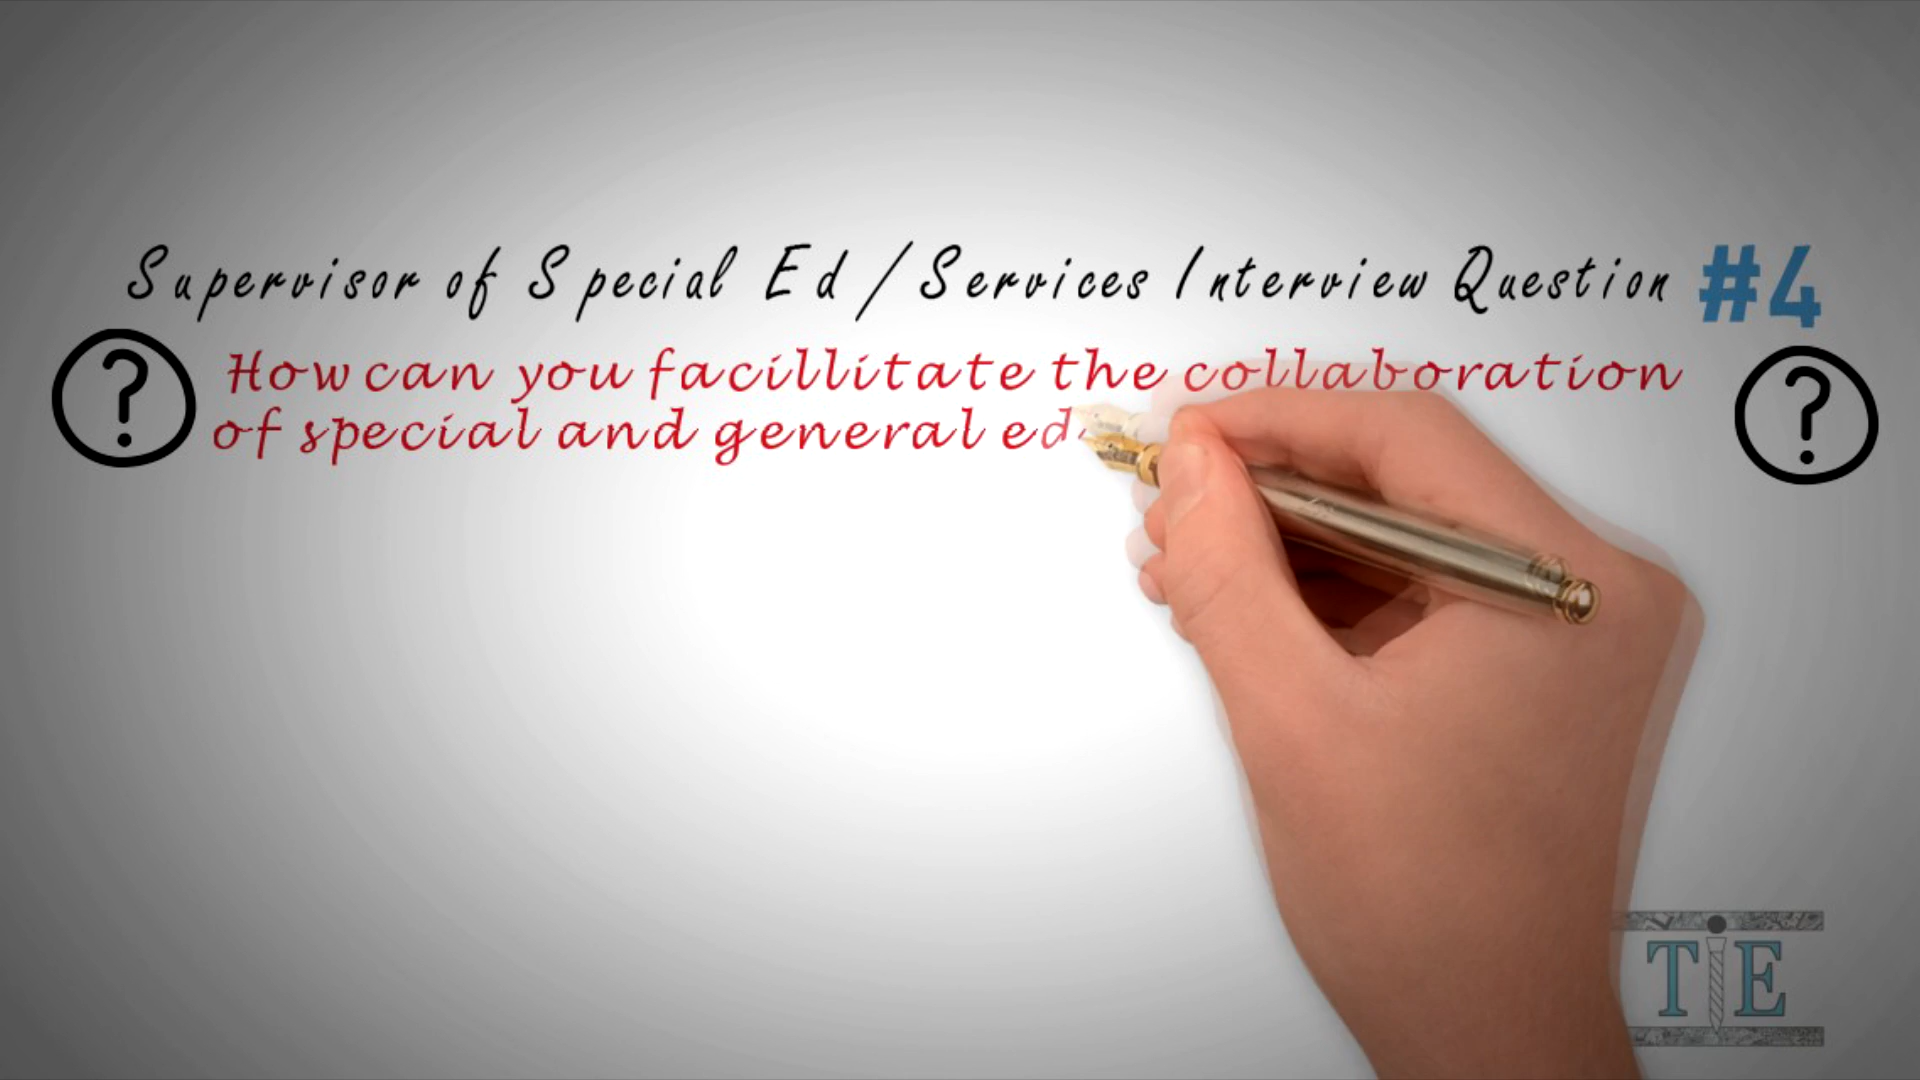 Supervisor of Special Ed / Services Interview Question #4
? How can you facillitate the collaboration ?
of special and general ed
TiE